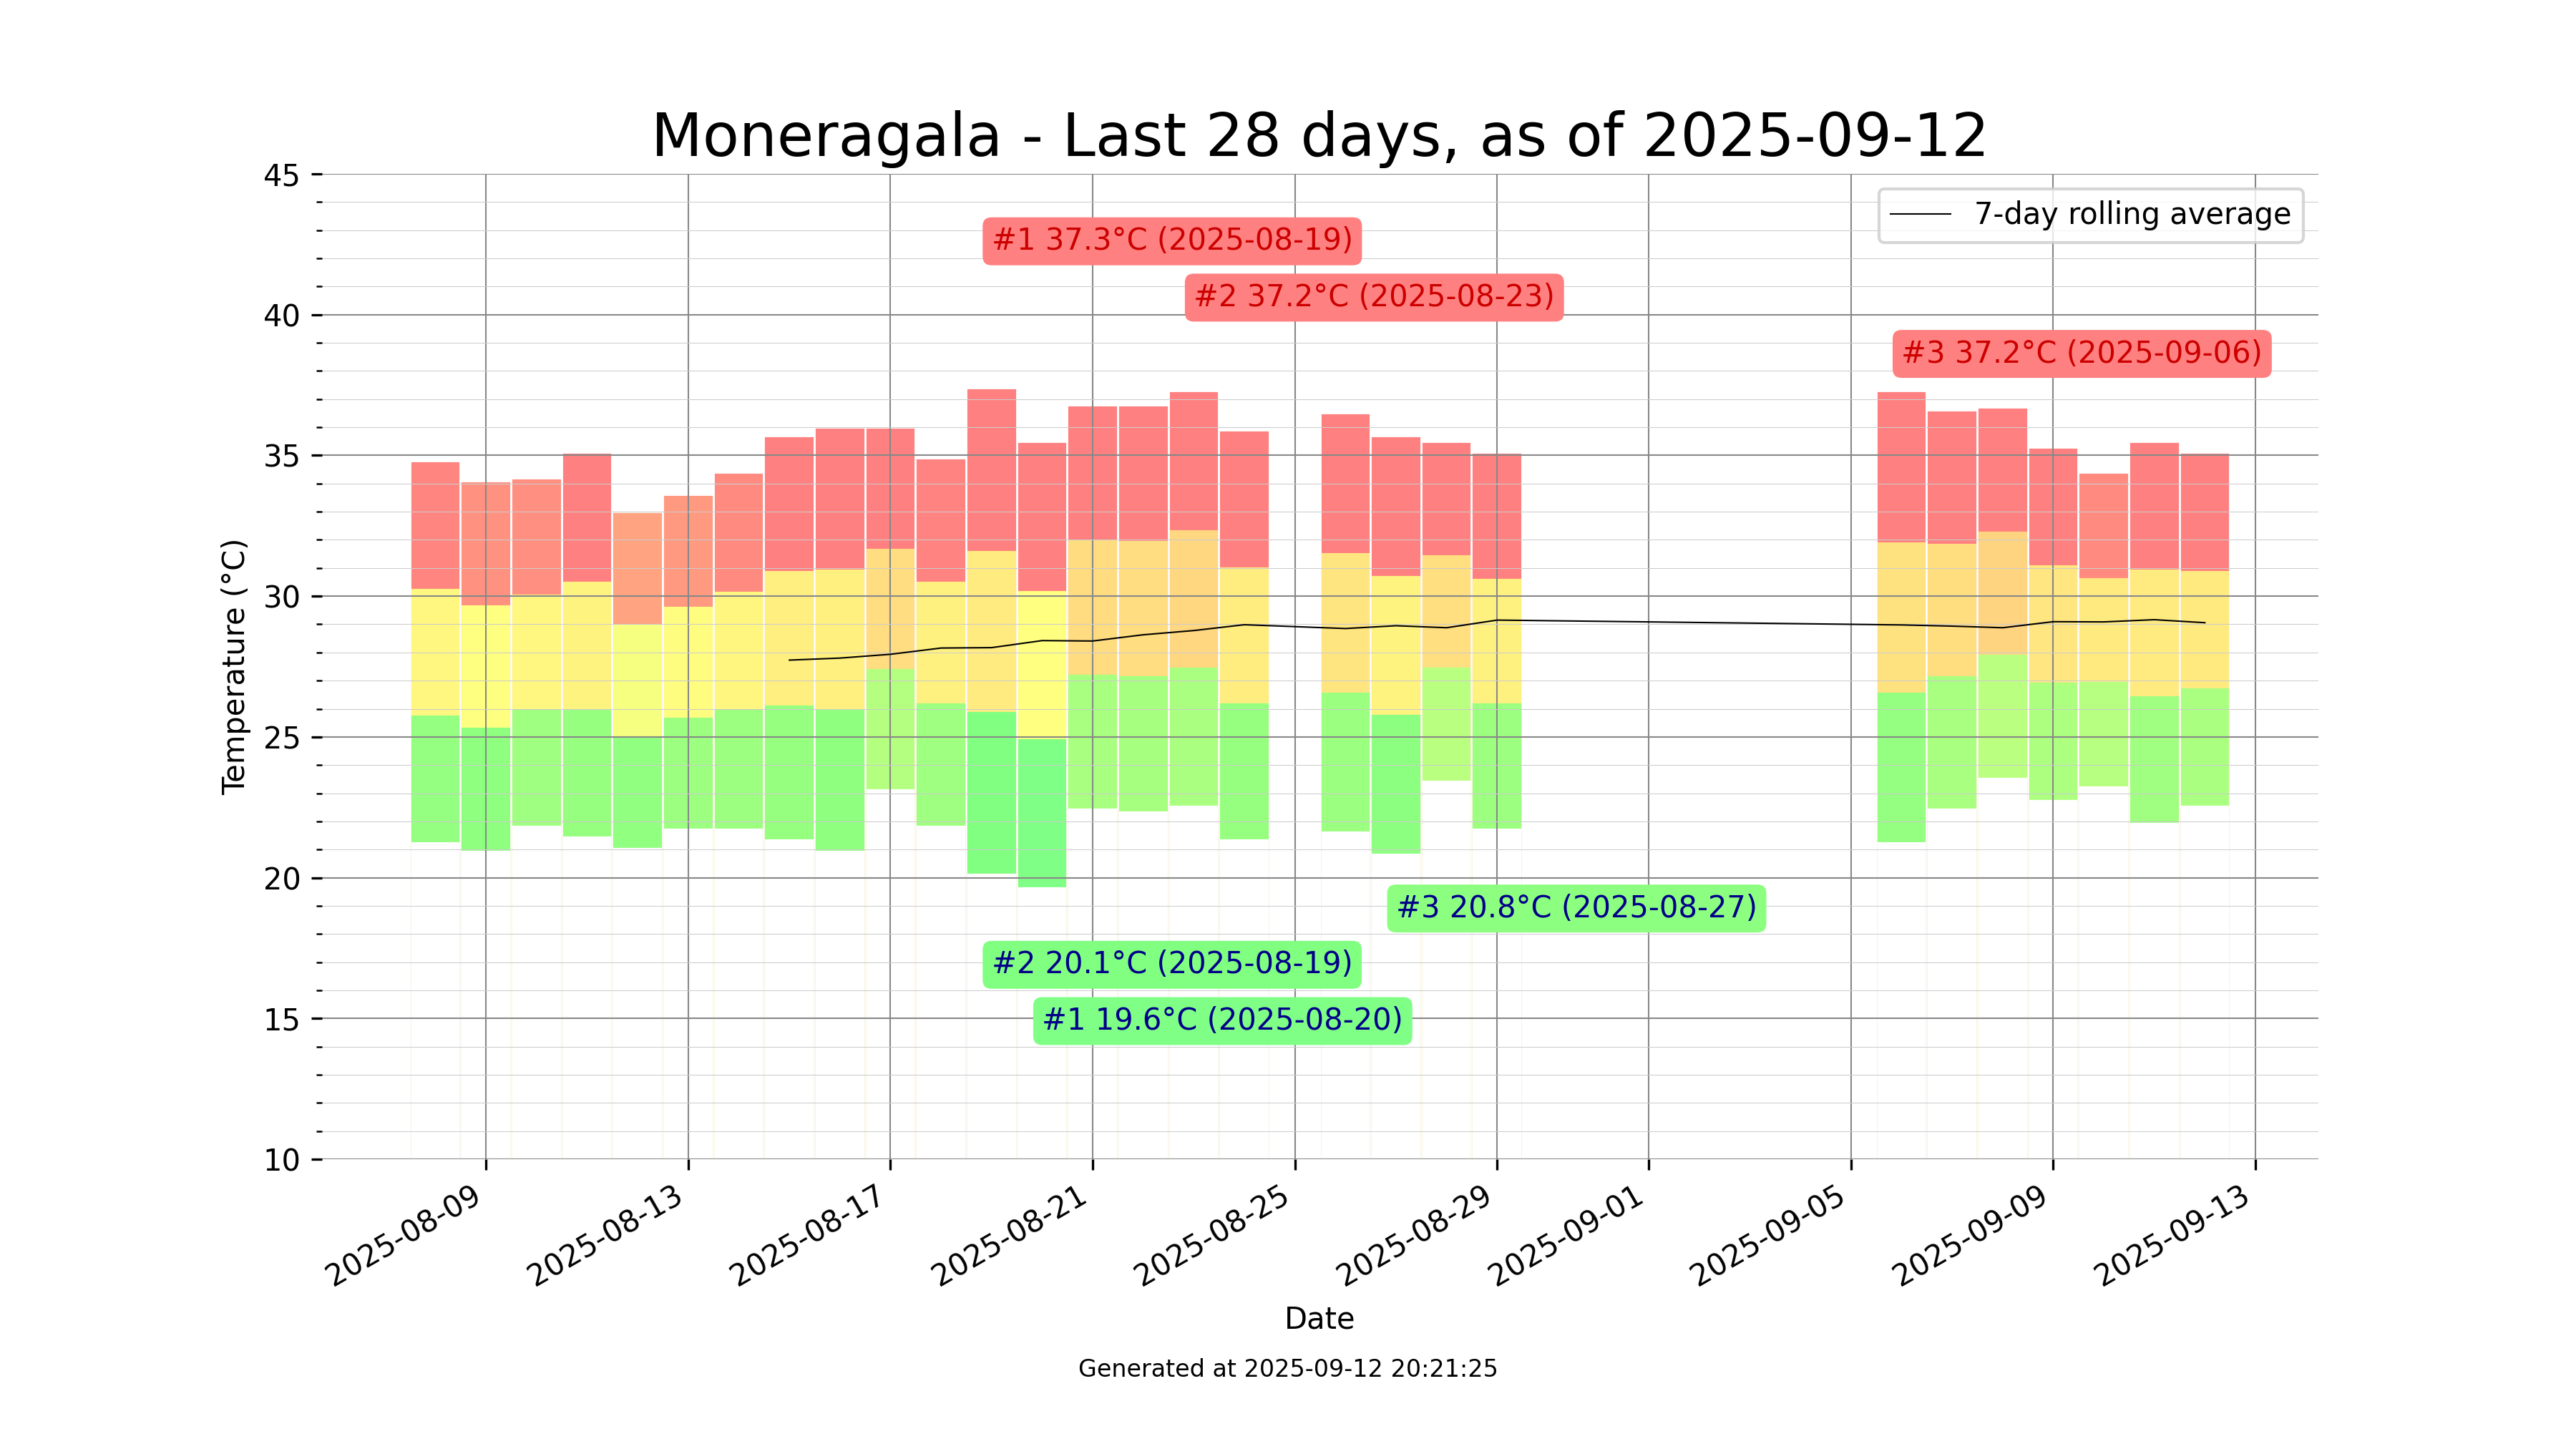 Moneragala - Last 28 days, as of 2025-09-12
45
40
35
30
25
20
15
10
Temperature (°C)
7-day rolling average
#1 37.3°C (2025-08-19)
#2 37.2°C (2025-08-23)
#3 37.2°C (2025-09-06)
#3 20.8°C (2025-08-27)
#2 20.1°C (2025-08-19)
#1 19.6°C (2025-08-20)
2025-08-09
2025-08-13
2025-08-17
2025-08-21
2025-08-25
2025-08-29
2025-09-01
2025-09-05
2025-09-09
2025-09-13
Date
Generated at 2025-09-12 20:21:25